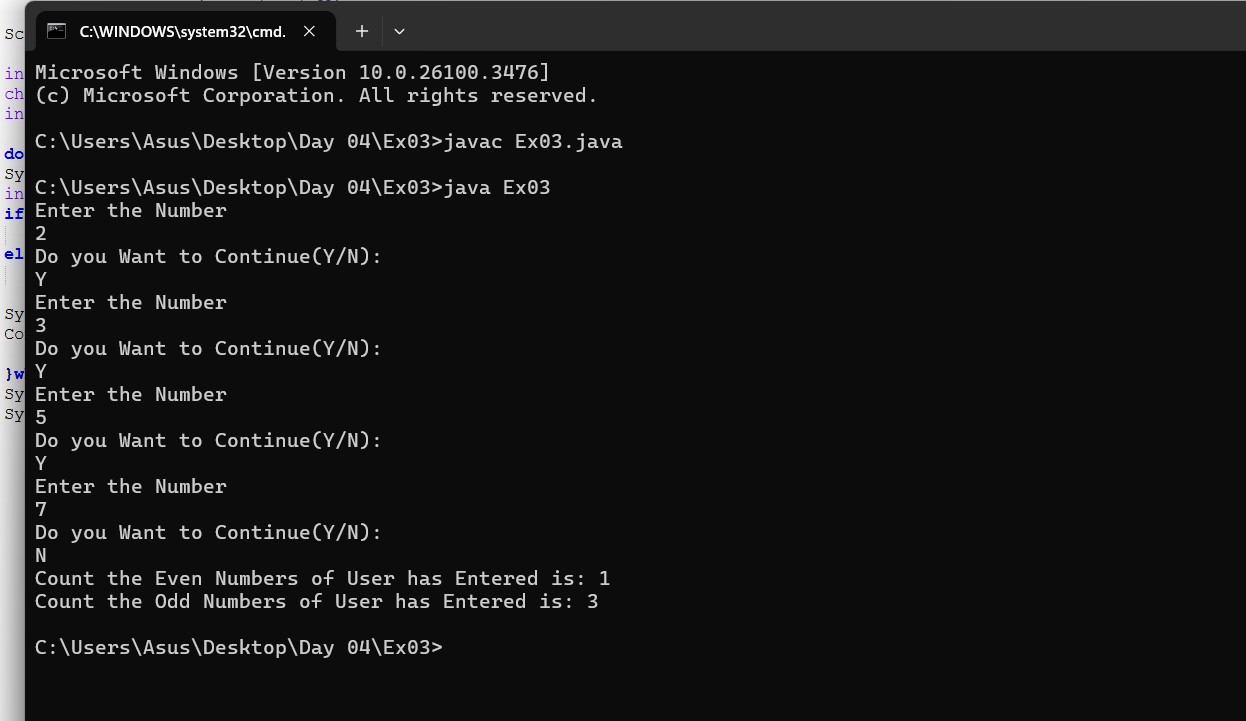 C:\WINDOWS\system32\cmd.
Microsoft Windows [Version 10.0.26100.3476]
(c) Microsoft Corporation. All rights reserved.
C:\Users\Asus\Desktop\Day 04\Ex03>javac Ex03.java
C:\Users\Asus\Desktop\Day 04\Ex03>java Ex03
Enter the Number
2
Do you Want to Continue(Y/N):
Y
Enter the Number
3
Do you Want to Continue(Y/N):
Y
Enter the Number
5
Do you Want to Continue(Y/N):
Y
Enter the Number
7
Do you Want to Continue(Y/N):
N
Count the Even Numbers of User has Entered is: 1
Count the Odd Numbers of User has Entered is: 3
C:\Users\Asus\Desktop\Day 04\Ex03>
Sc
in
ch
in
do
Sy
in
if
el
Sy
Co
}w
Sy
Sy